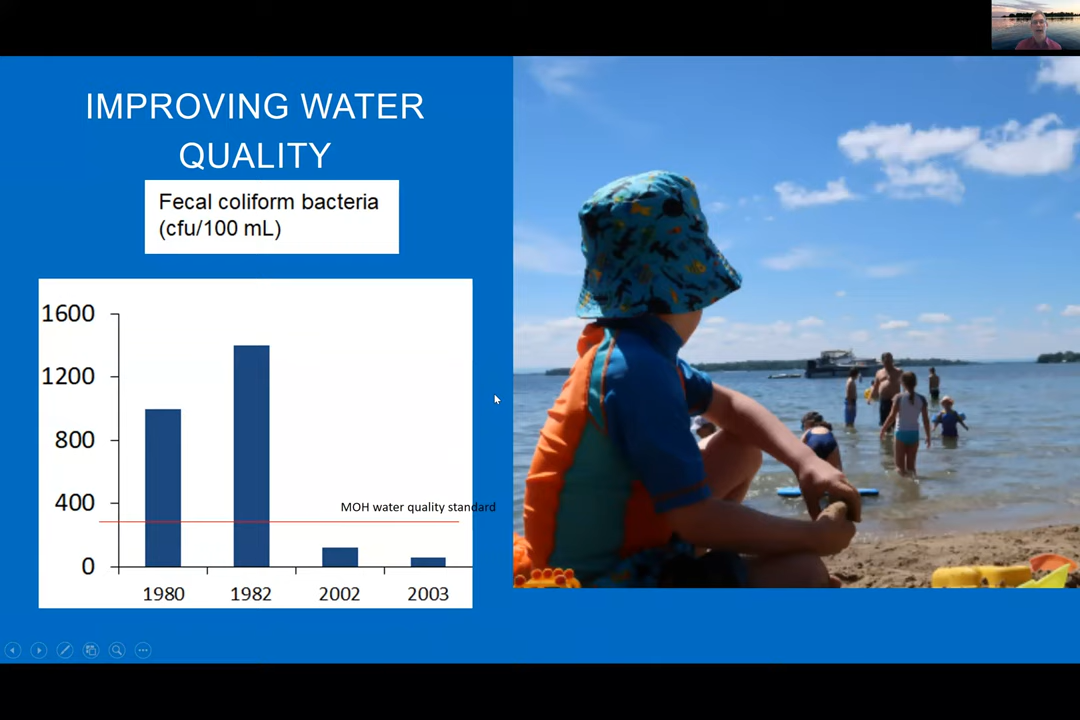 IMPROVING WATER
QUALITY
Fecal coliform bacteria
(cfu/100 mL)
1600
1200
800
400
MOH water quality standard
0
1980 1982 2002 2003